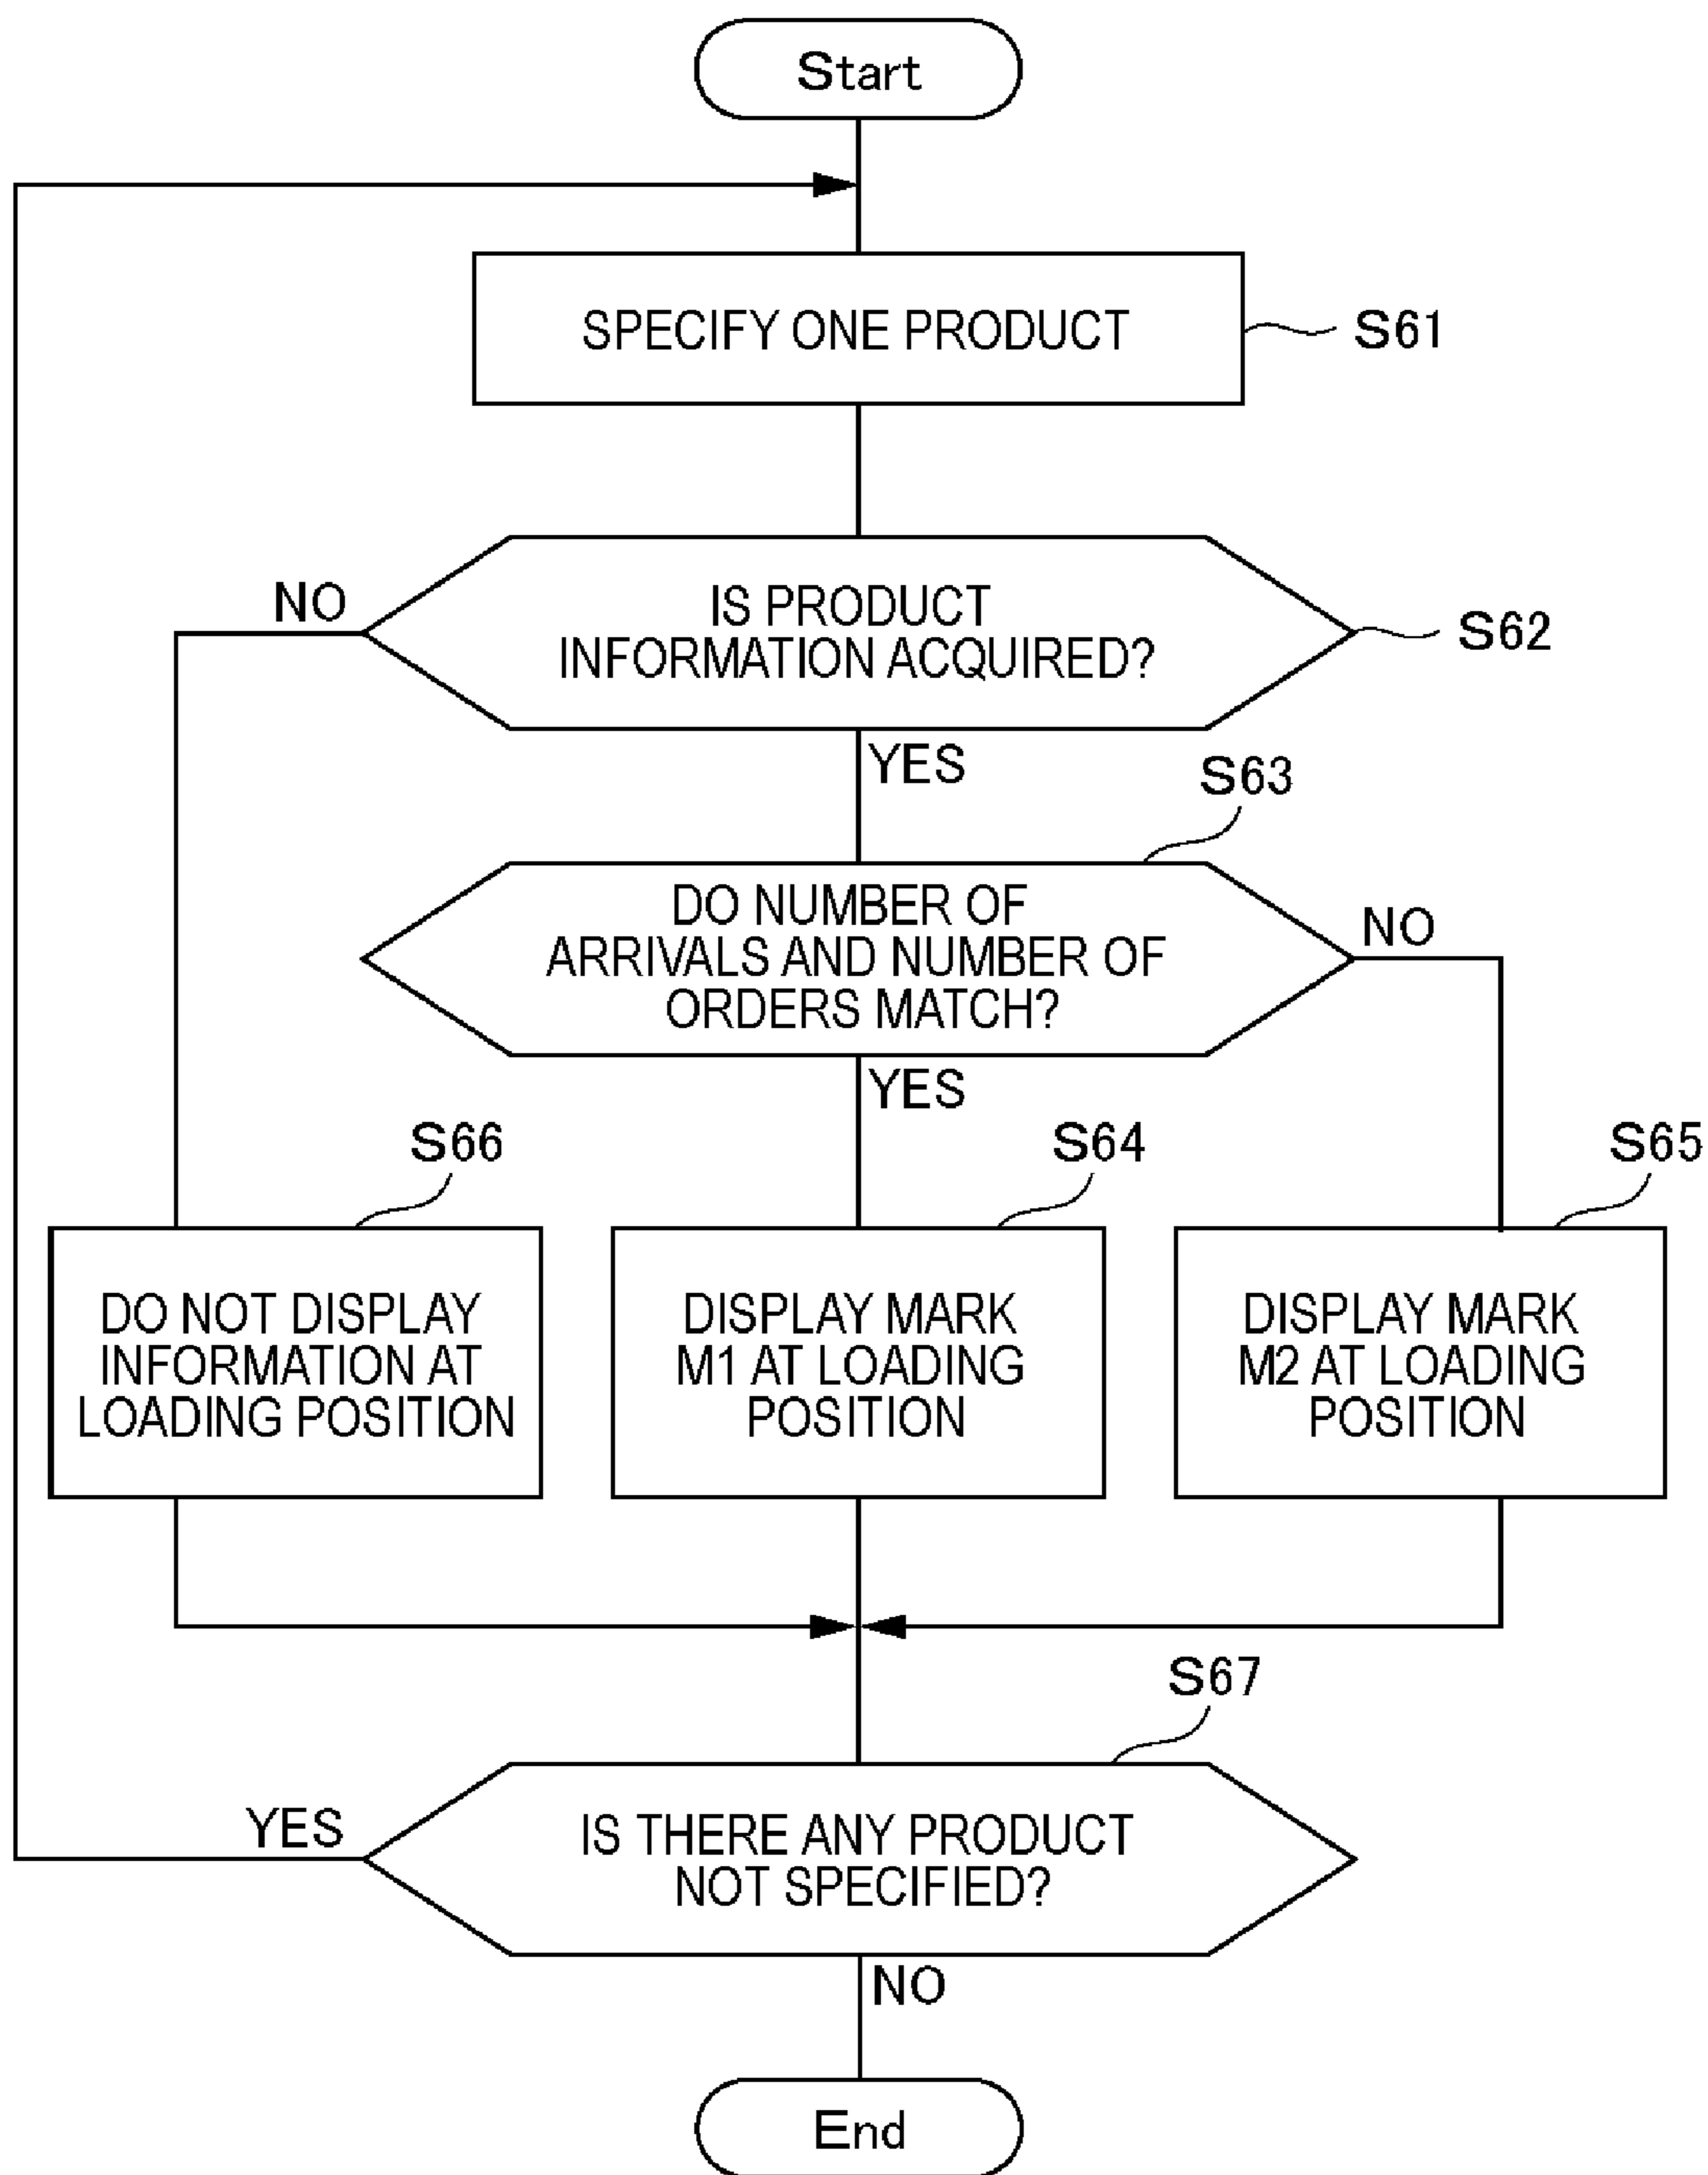 Start
SPECIFY ONE PRODUCT
S61
NO
IS PRODUCT
INFORMATION ACQUIRED?
S62
YES
S63
DO NUMBER OF
ARRIVALS AND NUMBER OF
ORDERS MATCH?
NO
YES
S66
S64
S65
DO NOT DISPLAY
INFORMATION AT
LOADING POSITION
DISPLAY MARK
M1 AT LOADING
POSITION
DISPLAY MARK
M2 AT LOADING
POSITION
S67
YES
IS THERE ANY PRODUCT
NOT SPECIFIED?
NO
End